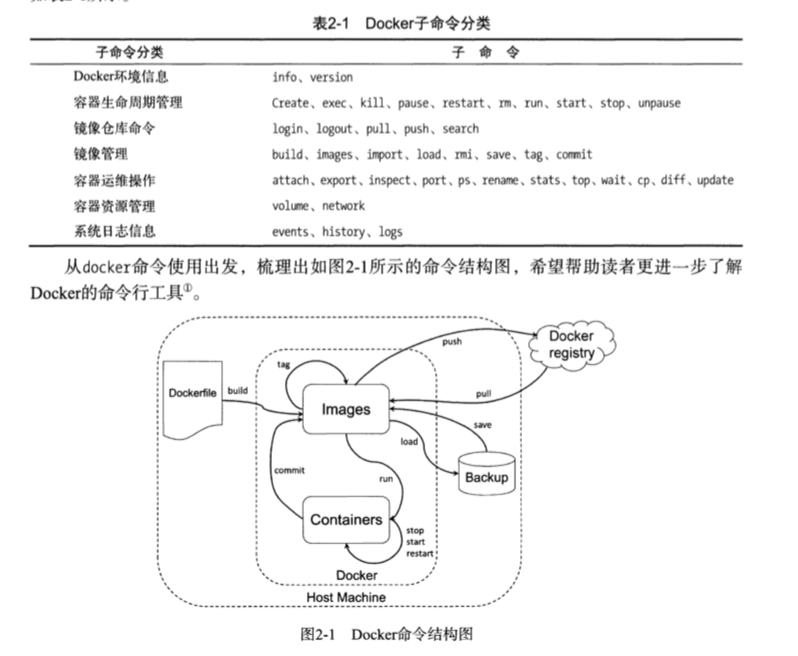 表2-1 Docker子命令分类
子命令分类 子 命 令
Docker环境信息 info、version
容器生命周期管理 Create、exec、kill、pause、restart、rm、run、start、stop、unpause
镜像仓库命令 login、logout、pull、push、search
镜像管理 build、images、import、load、rmi、save、tag、commit
容器运维操作 attach、export、inspect、port、ps、rename、stats、top、wait、cp、diff、update
容器资源管理 volume、network
系统日志信息 events、history、logs
从docker命令使用出发，梳理出如图2-1所示的命令结构图，希望帮助读者更进一步了解
Docker的命令行工具①。
push
Docker
registry
tag
Dockerfile
build
Images
pull
save
load
Backup
commit
run
Containers
stop
start
restart
Docker
Host Machine
图2-1 Docker命令结构图